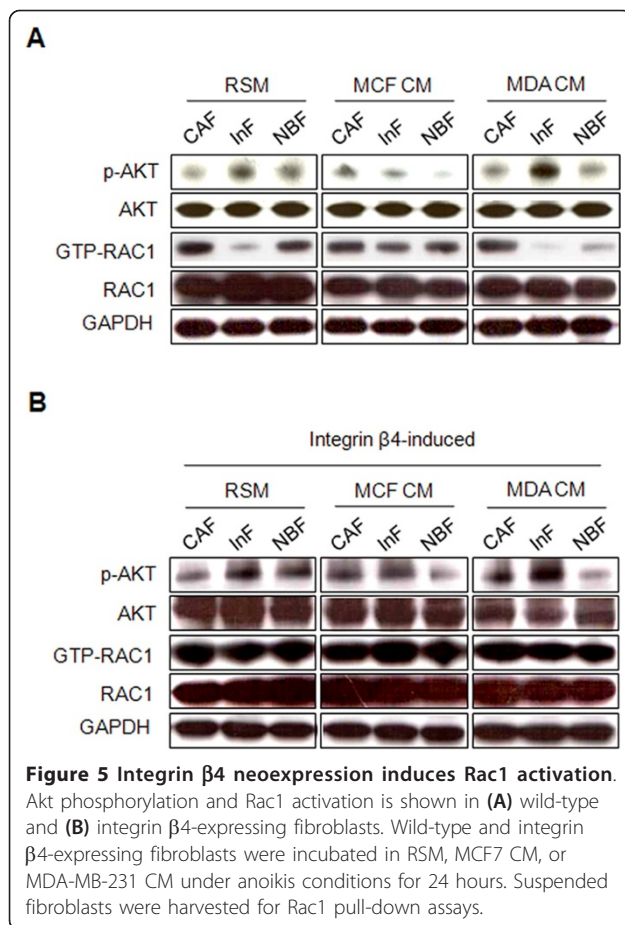 A
RSM MCF CM MDA CM
CAF InF NBF CAF InF NBF CAF InF NBF
p-AKT
AKT
GTP-RAC1
RAC1
GAPDH
B
Integrin β4-induced
RSM MCF CM MDA CM
CAF InF NBF CAF InF NBF CAF InF NBF
p-AKT
AKT
GTP-RAC1
RAC1
GAPDH
Figure 5 Integrin β4 neoexpression induces Rac1 activation.
Akt phosphorylation and Rac1 activation is shown in (A) wild-type
and (B) integrin β4-expressing fibroblasts. Wild-type and integrin
β4-expressing fibroblasts were incubated in RSM, MCF7 CM, or
MDA-MB-231 CM under anoikis conditions for 24 hours. Suspended
fibroblasts were harvested for Rac1 pull-down assays.